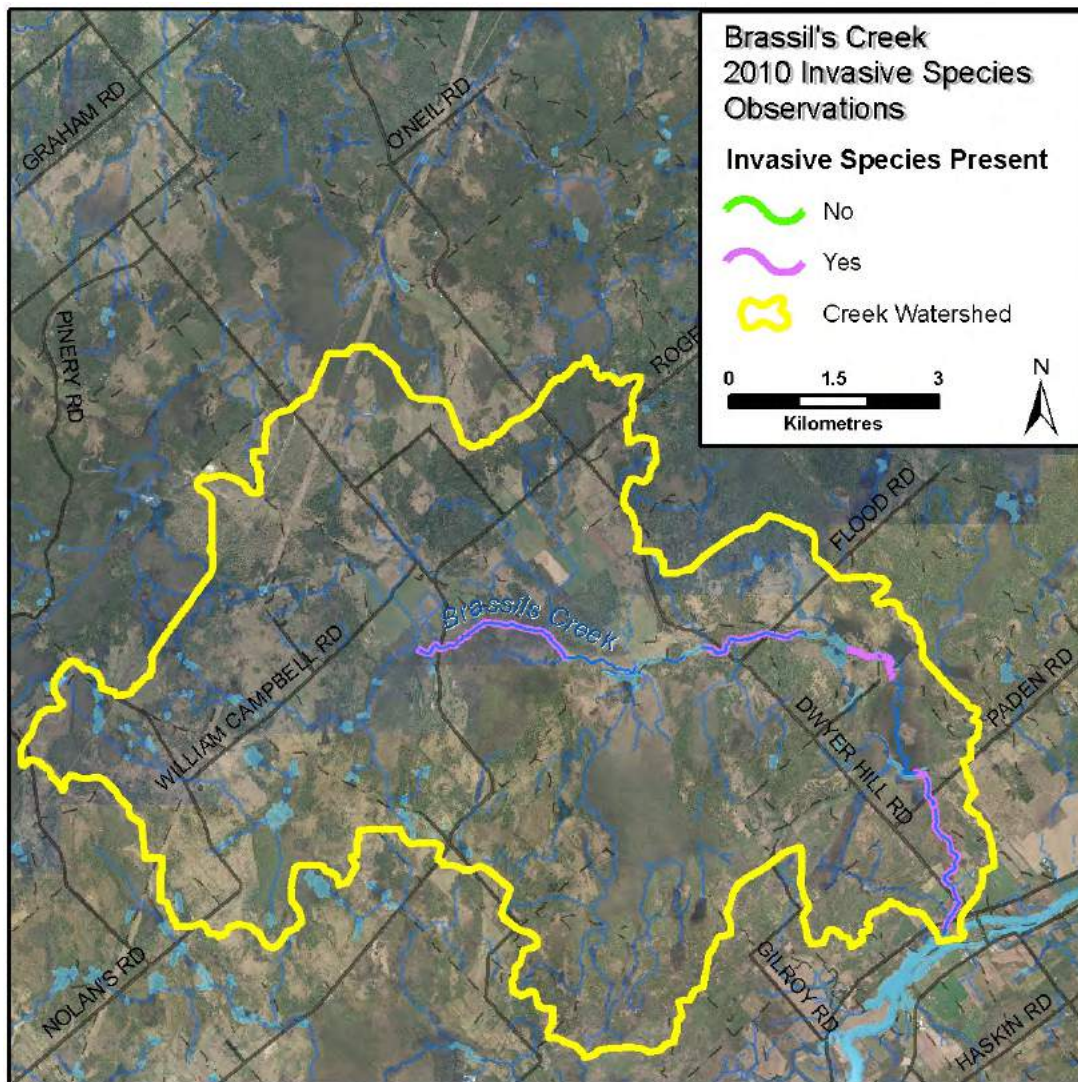 Brassil's Creek
2010 Invasive Species
Observations
Invasive Species Present
No
Yes
Creek Watershed
0 1.5 3
Kilometres
N
GRAHAM RD
O'NEIL RD
PINERY RD
ROGE
FLOOD RD
Brassils Creek
WILLIAM CAMPBELL RD
DWYER HILL RD
PADEN RD
NOLAN'S RD
GILROY RD
HASKIN RD